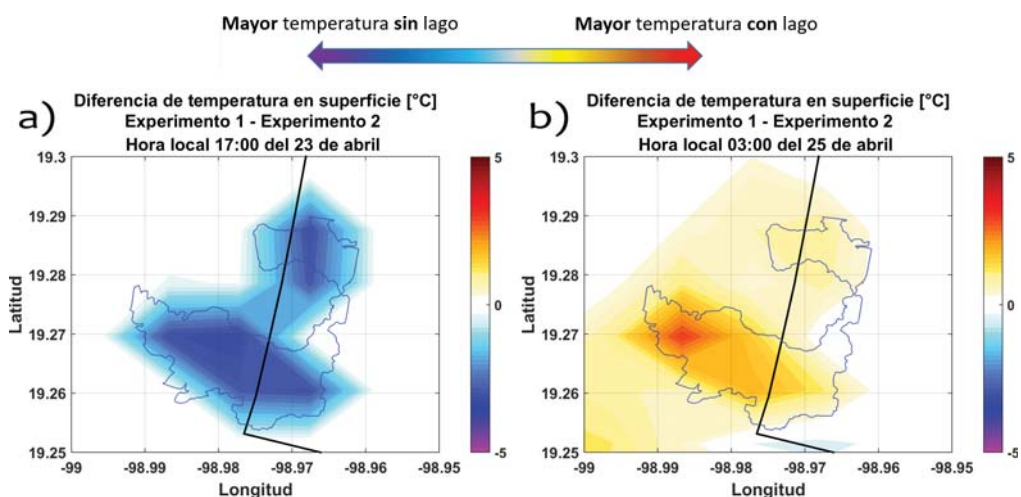 Mayor temperatura sin lago
Mayor temperatura con lago
a)
Diferencia de temperatura en superficie [°C]
Experimento 1 - Experimento 2
Hora local 17:00 del 23 de abril
19.3
19.29
19.28
19.27
19.26
19.25
Latitud
-99
-98.99
-98.98
-98.97
-98.96
-98.95
Longitud
5
0
-5
b)
Diferencia de temperatura en superficie [°C]
Experimento 1 - Experimento 2
Hora local 03:00 del 25 de abril
19.3
19.29
19.28
19.27
19.26
19.25
Latitud
-99
-98.99
-98.98
-98.97
-98.96
-98.95
Longitud
5
0
-5